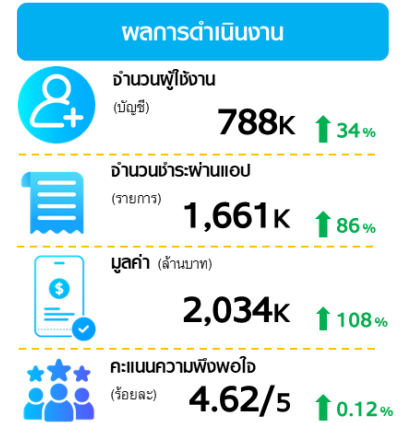 ผลการดำเนินงาน
จำนวนผู้ใช้งาน
(บัญชี)
788K 34%
จำนวนชำระผ่านแอป
(รายการ)
1,661K 86%
มูลค่า (ล้านบาท)
$
2,034K 108%
คะแนนความพึงพอใจ
(ร้อยละ)
4.62/5 0.12%